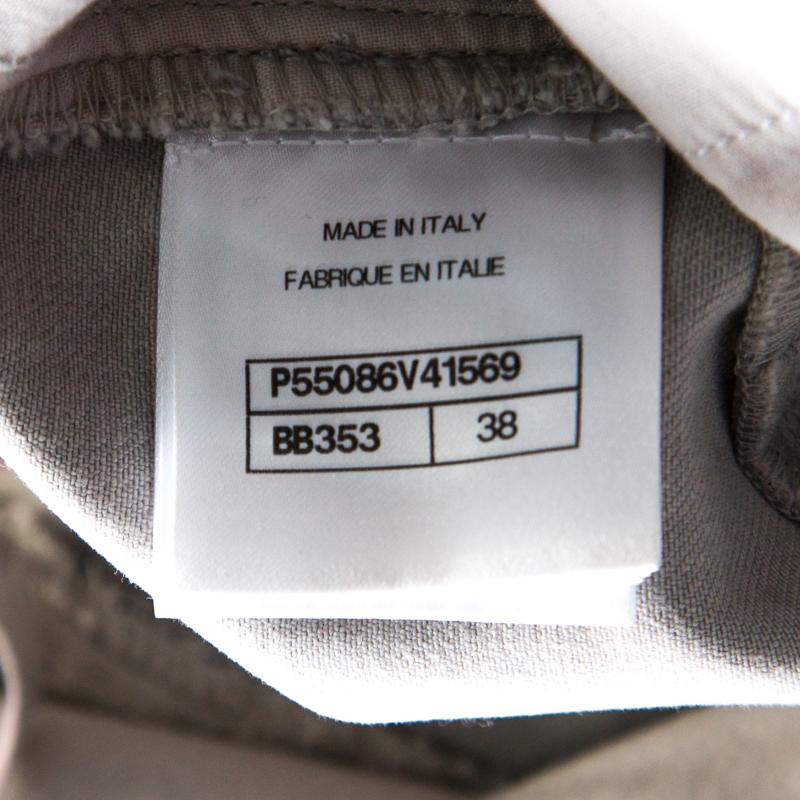 MADE IN ITALY
FABRIQUE EN ITALIE
P55086V41569
BB353 38